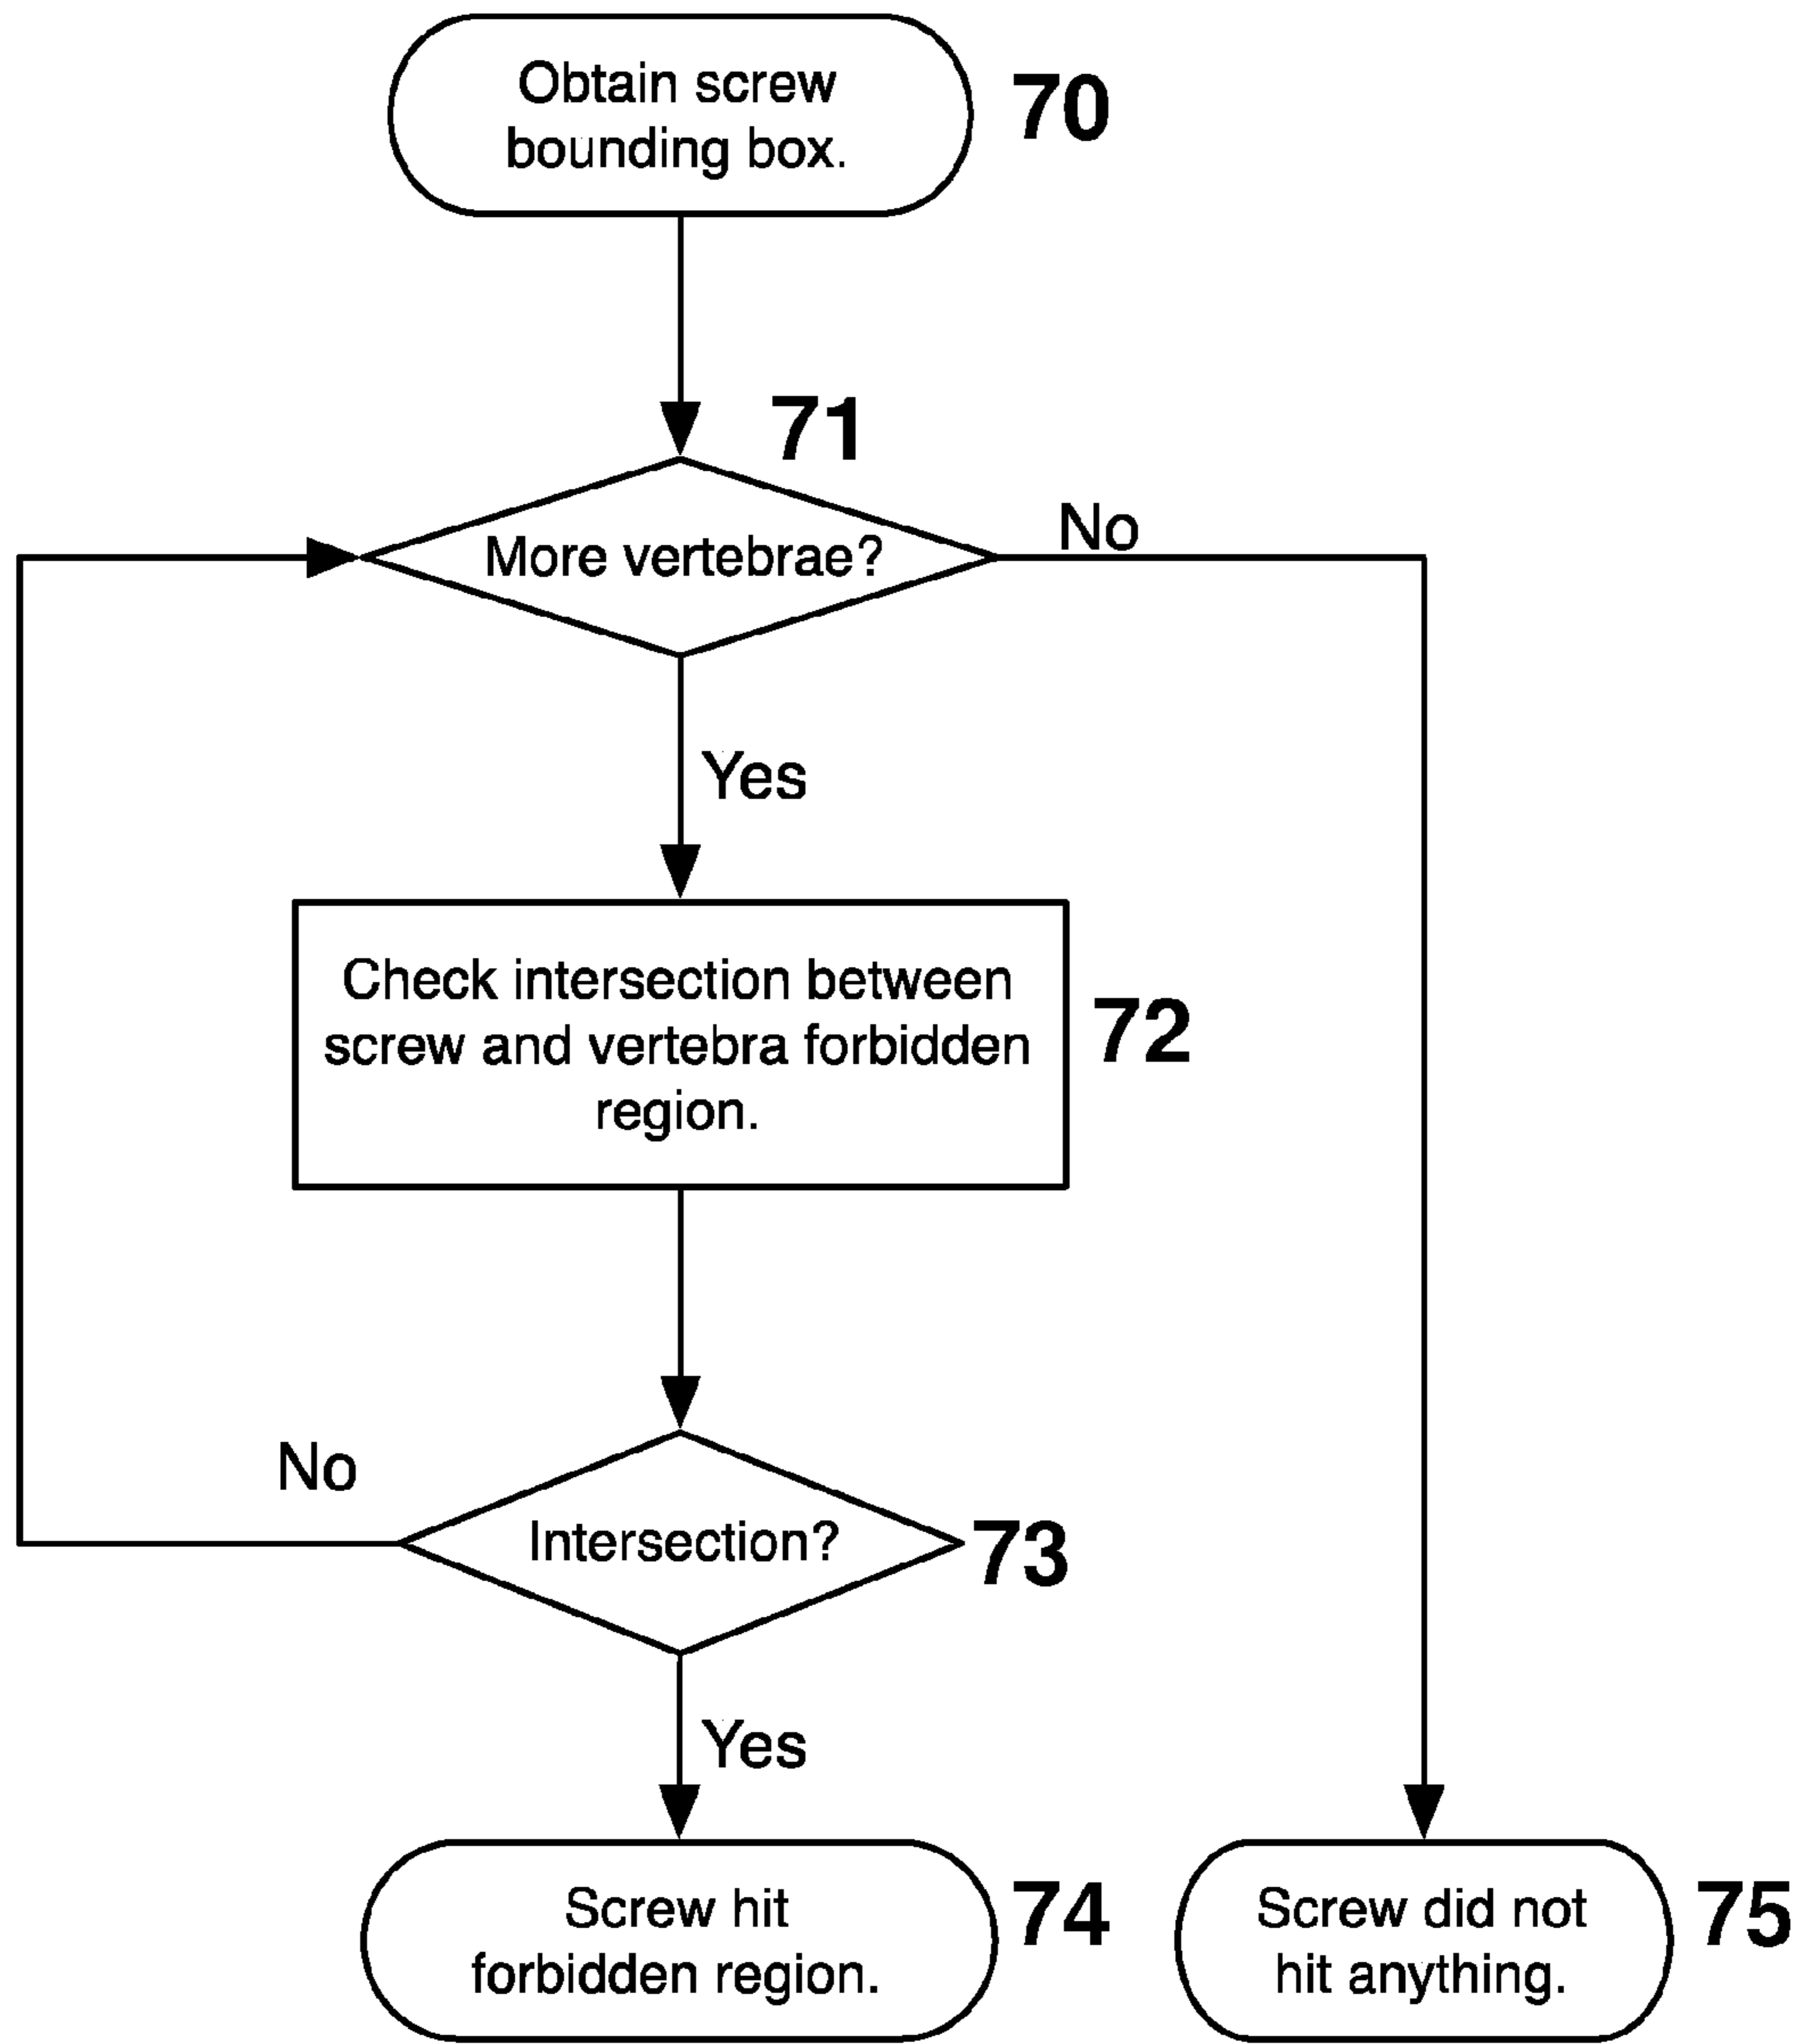 Obtain screw
bounding box.
70
71
More vertebrae?
No
Yes
Check intersection between
screw and vertebra forbidden
region.
72
No
Intersection?
73
Yes
Screw hit
forbidden region.
74
Screw did not
hit anything.
75